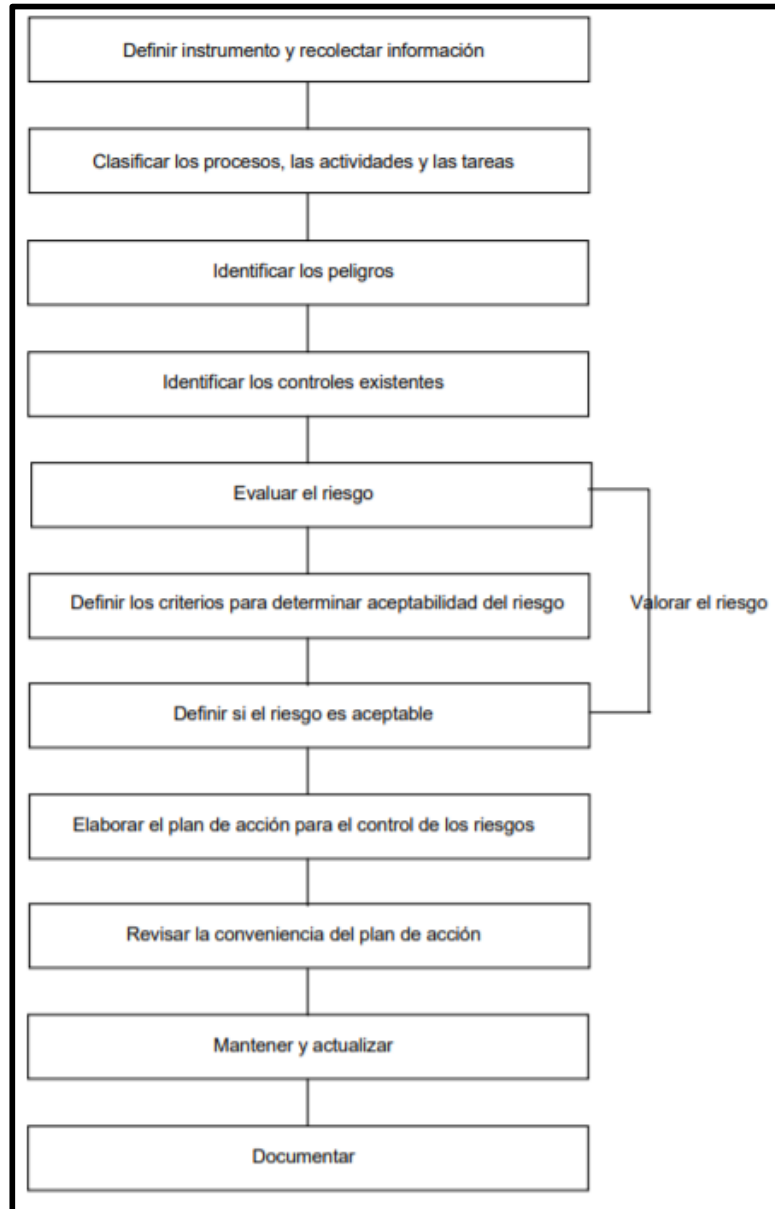 Definir instrumento y recolectar información
Clasificar los procesos, las actividades y las tareas
Identificar los peligros
Identificar los controles existentes
Evaluar el riesgo
Definir los criterios para determinar aceptabilidad del riesgo
Valorar el riesgo
Definir si el riesgo es aceptable
Elaborar el plan de acción para el control de los riesgos
Revisar la conveniencia del plan de acción
Mantener y actualizar
Documentar